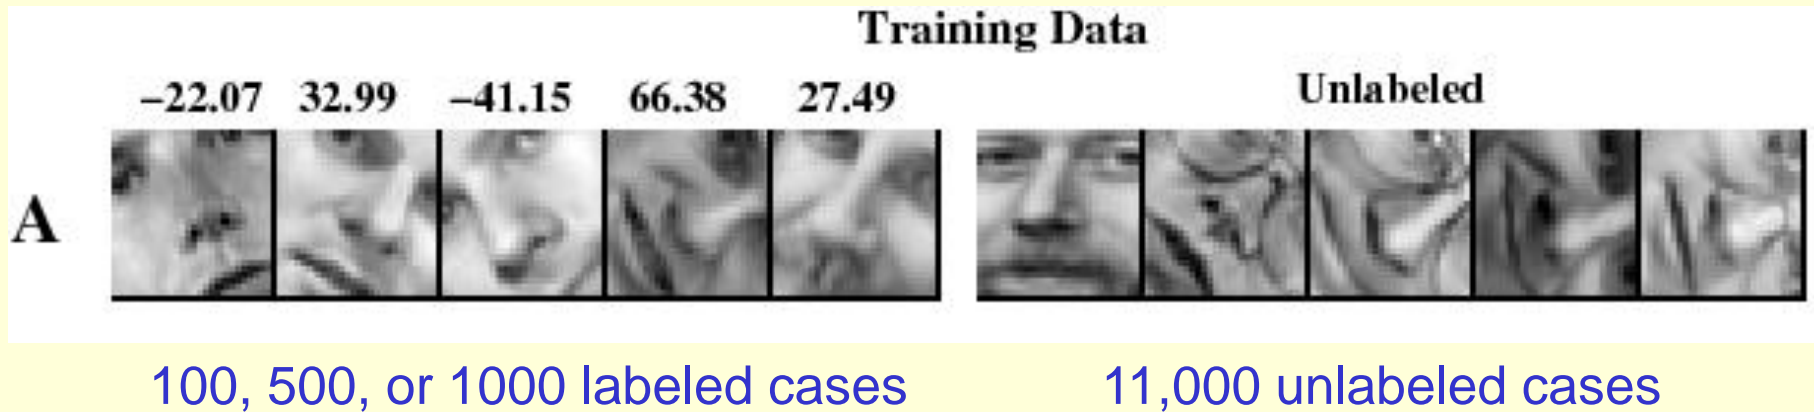 Training Data
−22.07 32.99 −41.15 66.38 27.49 Unlabeled
A
100, 500, or 1000 labeled cases 11,000 unlabeled cases